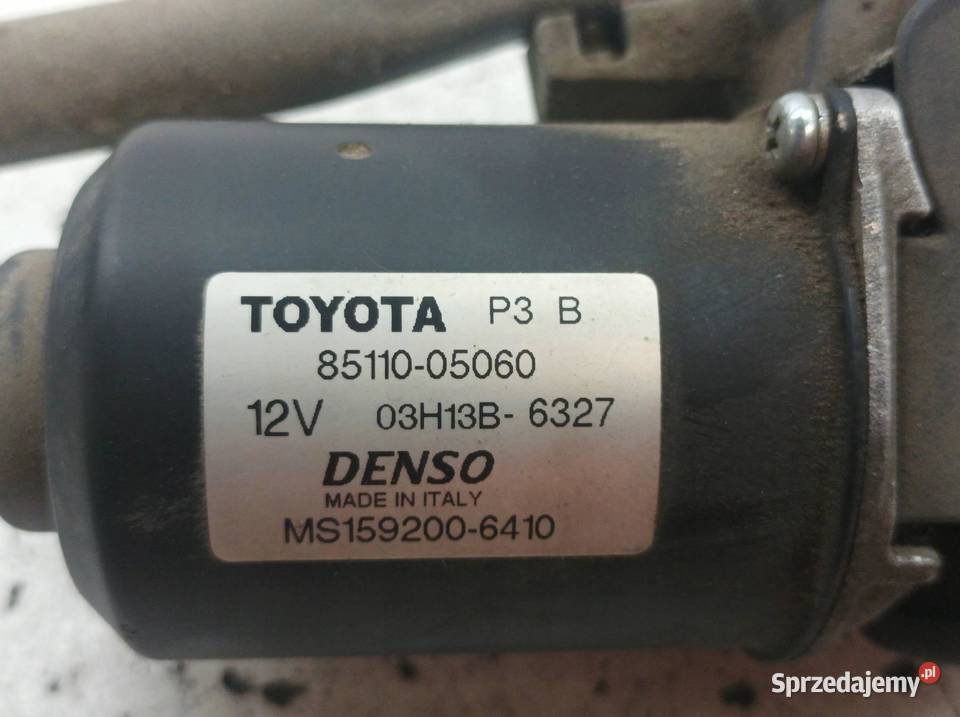 TOYOTA P3 B
85110-05060
12V 03H13B-6327
DENSO
MADE IN ITALY
MS159200-6410
Sprzedajemy.pl